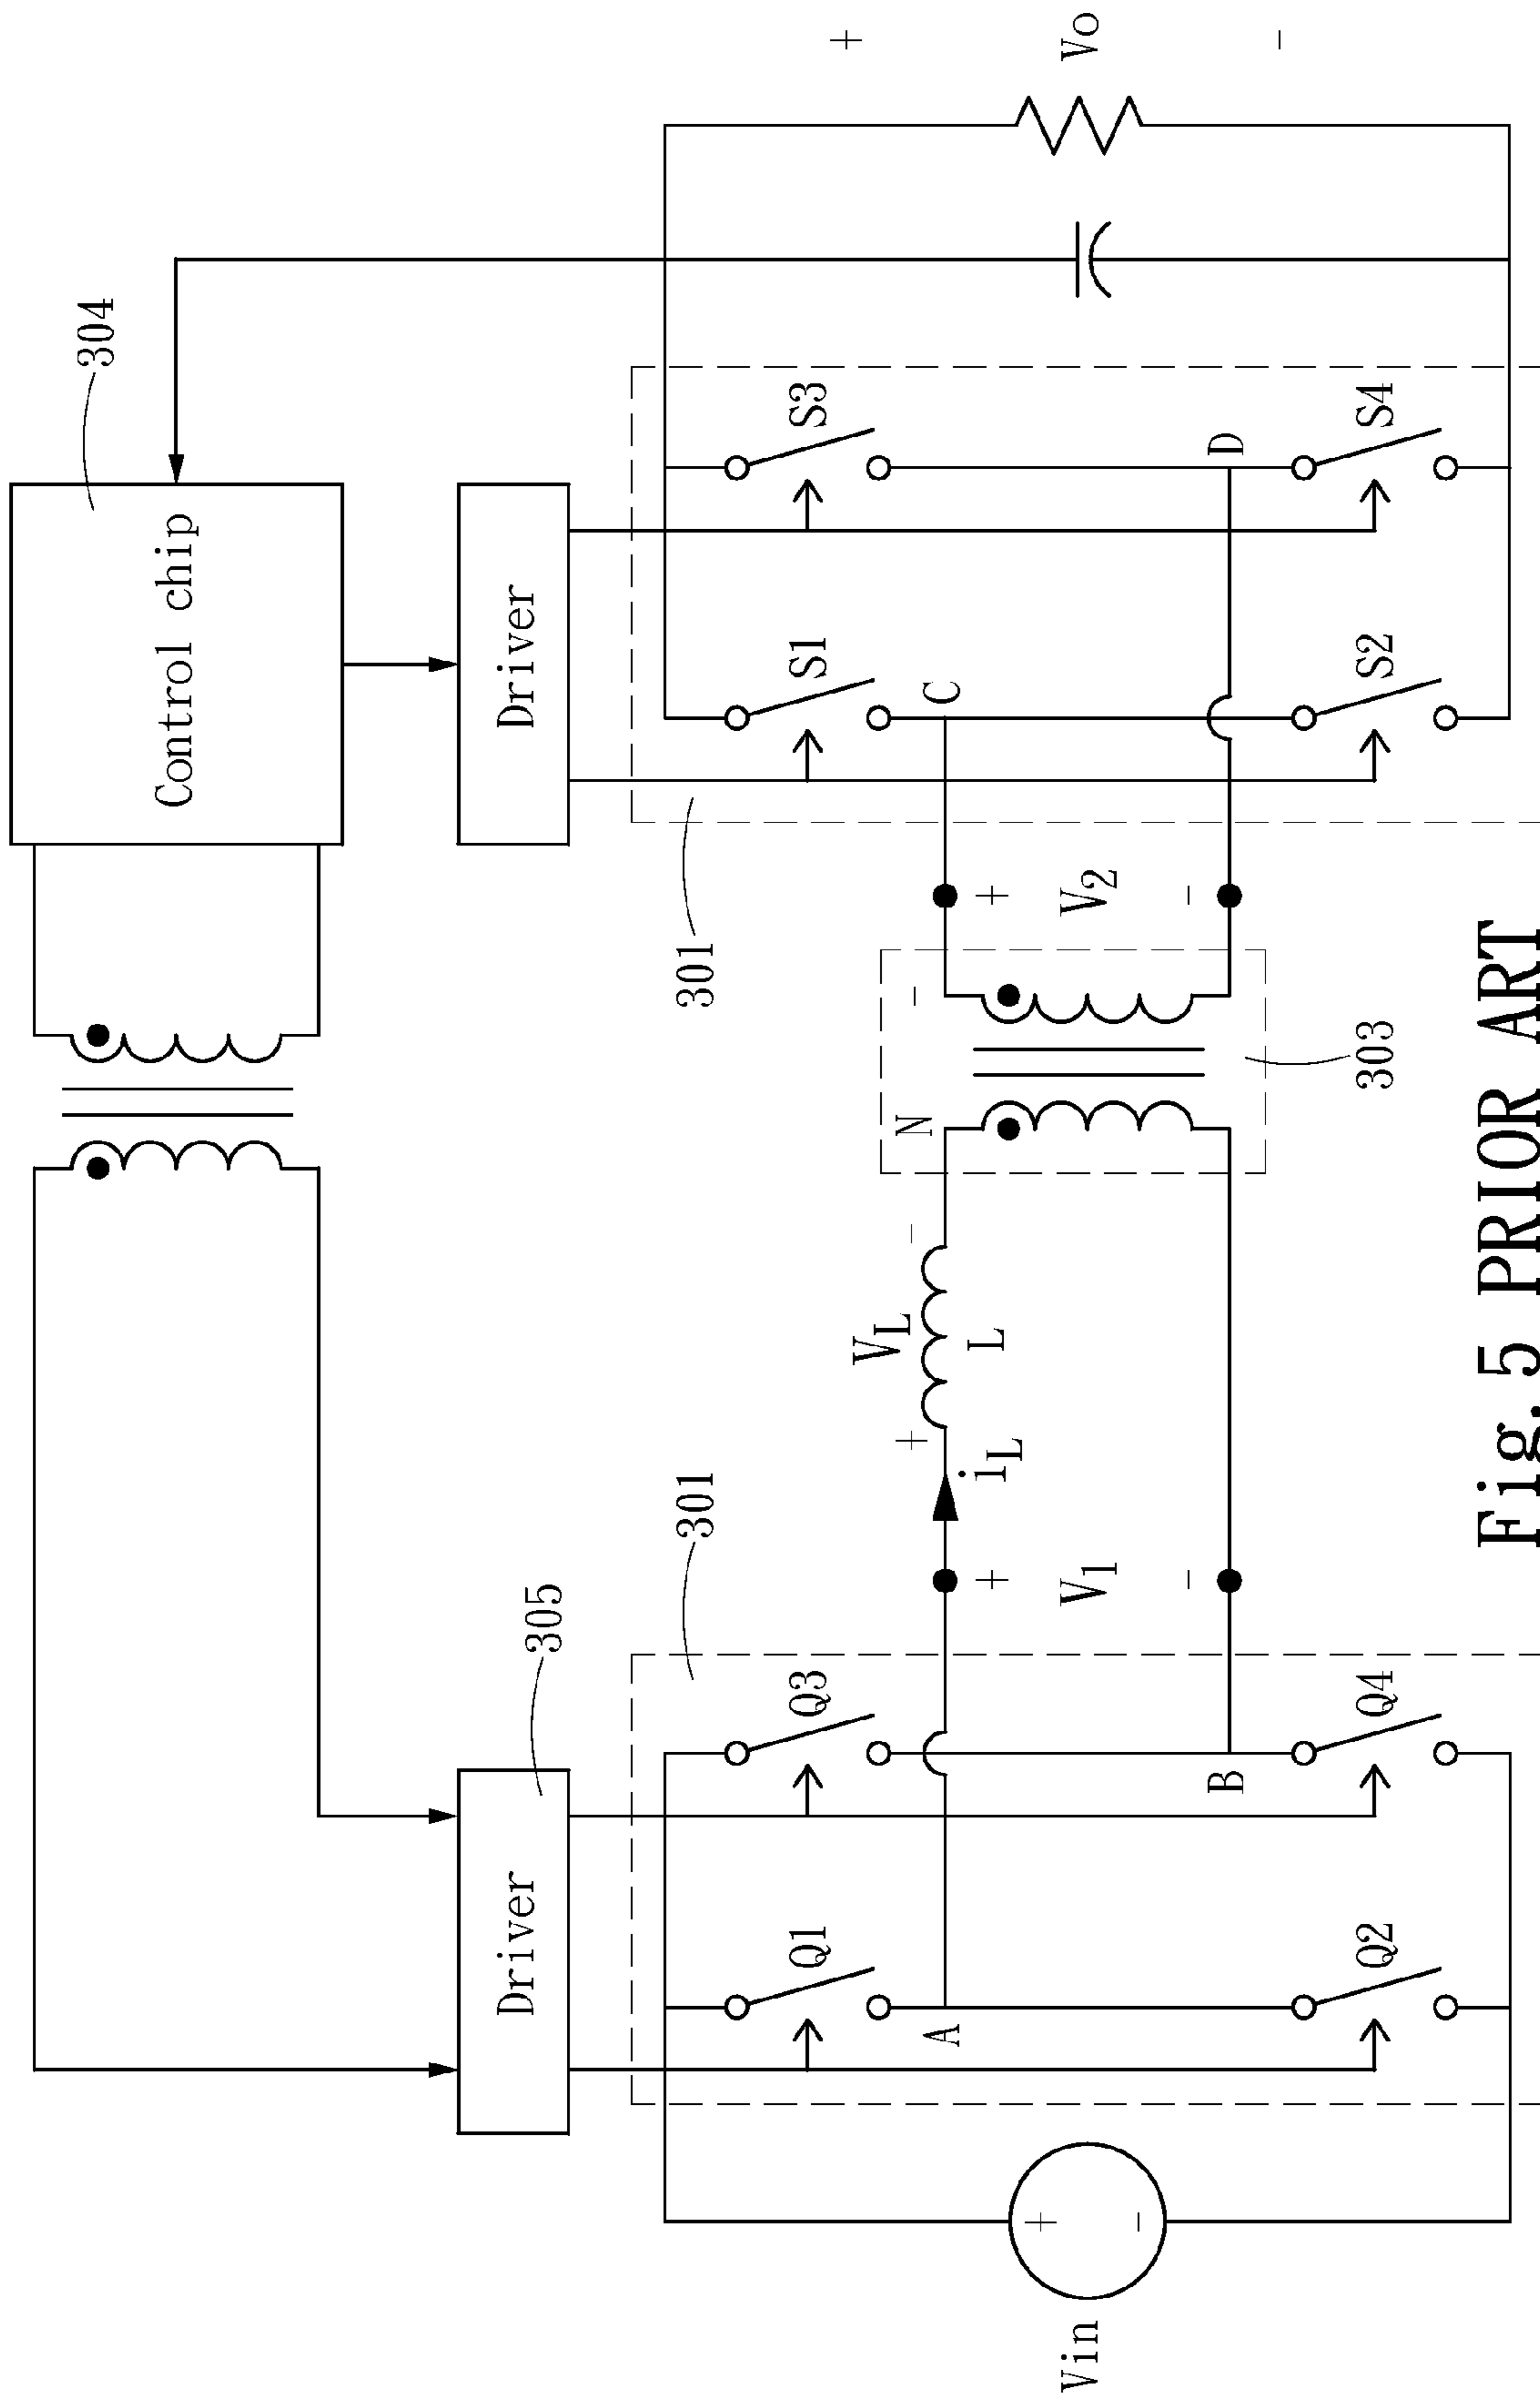 304
Control chip
305
Driver
Driver
301
301
Q1
Q3
S1
S3
+
A
C
N
-
+
VL
-
L
iL
+
V1
-
+
V2
-
Vin
+
-
Vo
-
B
D
303
Q2
Q4
S2
S4
Fig.5 PRIOR ART